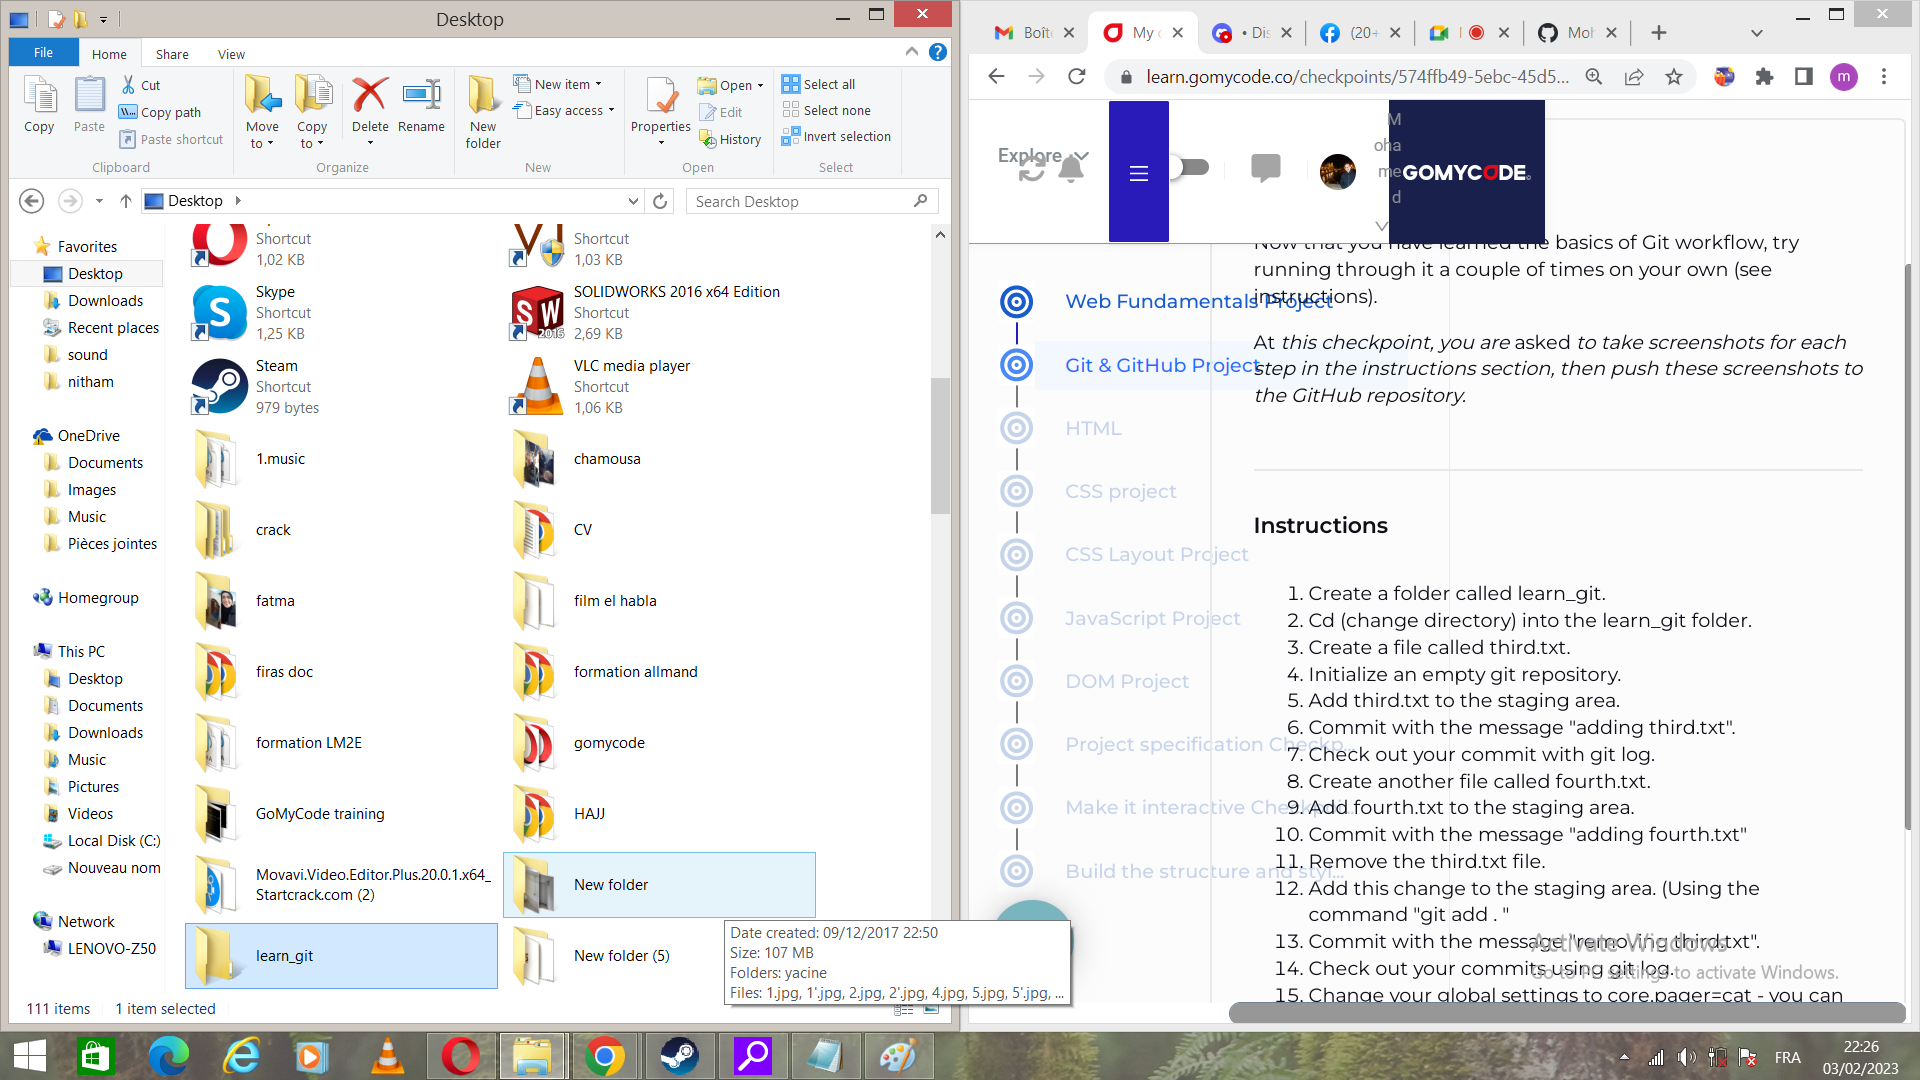 Desktop
File
Home
Share
View
Copy
Paste
Cut
Copy path
Paste shortcut
Clipboard
Move to
Copy to
Delete
Rename
Organize
New folder
New item
Easy access
New
Properties
Open
Edit
History
Open
Select all
Select none
Invert selection
Select
Desktop
Search Desktop
Favorites
Desktop
Downloads
Recent places
sound
nitham
OneDrive
Documents
Images
Music
Pièces jointes
Homegroup
This PC
Desktop
Documents
Downloads
Music
Pictures
Videos
Local Disk (C:)
Nouveau nom
Network
LENOVO-Z50
Shortcut
1,02 KB
Shortcut
1,03 KB
Skype
Shortcut
1,25 KB
SOLIDWORKS 2016 x64 Edition
Shortcut
2,69 KB
Steam
Shortcut
979 bytes
VLC media player
Shortcut
1,06 KB
1.music
chamousa
crack
CV
fatma
film el habla
firas doc
formation allmand
formation LM2E
gomycode
GoMyCode training
HAJJ
Movavi.Video.Editor.Plus.20.0.1.x64_
Startcrack.com (2)
New folder
learn_git
New folder (5)
Date created: 09/12/2017 22:50
Size: 107 MB
Folders: yacine
Files: 1.jpg, 1'.jpg, 2.jpg, 2'.jpg, 4.jpg, 5.jpg, 5'.jpg, ...
111 items
1 item selected
Boîte
My c
• Dis
(20+
Moh
learn.gomycode.co/checkpoints/574ffb49-5ebc-45d5...
m
Explore
M
oha
me
d
GOMYCODE
Web Fundamentals Project
Git & GitHub Project
HTML
CSS project
CSS Layout Project
JavaScript Project
DOM Project
Project specification Checkp...
Make it interactive Checkpoi...
Build the structure and styl...
Now that you have learned the basics of Git workflow, try
running through it a couple of times on your own (see
instructions).
At this checkpoint, you are asked to take screenshots for each
step in the instructions section, then push these screenshots to
the GitHub repository.
Instructions
1. Create a folder called learn_git.
2. Cd (change directory) into the learn_git folder.
3. Create a file called third.txt.
4. Initialize an empty git repository.
5. Add third.txt to the staging area.
6. Commit with the message "adding third.txt".
7. Check out your commit with git log.
8. Create another file called fourth.txt.
9. Add fourth.txt to the staging area.
10. Commit with the message "adding fourth.txt"
11. Remove the third.txt file.
12. Add this change to the staging area. (Using the
command "git add . "
13. Commit with the message "removing third.txt".
14. Check out your commits using git log.
15. Change your global settings to core.pager=cat - you can
Activate Windows
Go to PC settings to activate Windows.
FRA
22:26
03/02/2023